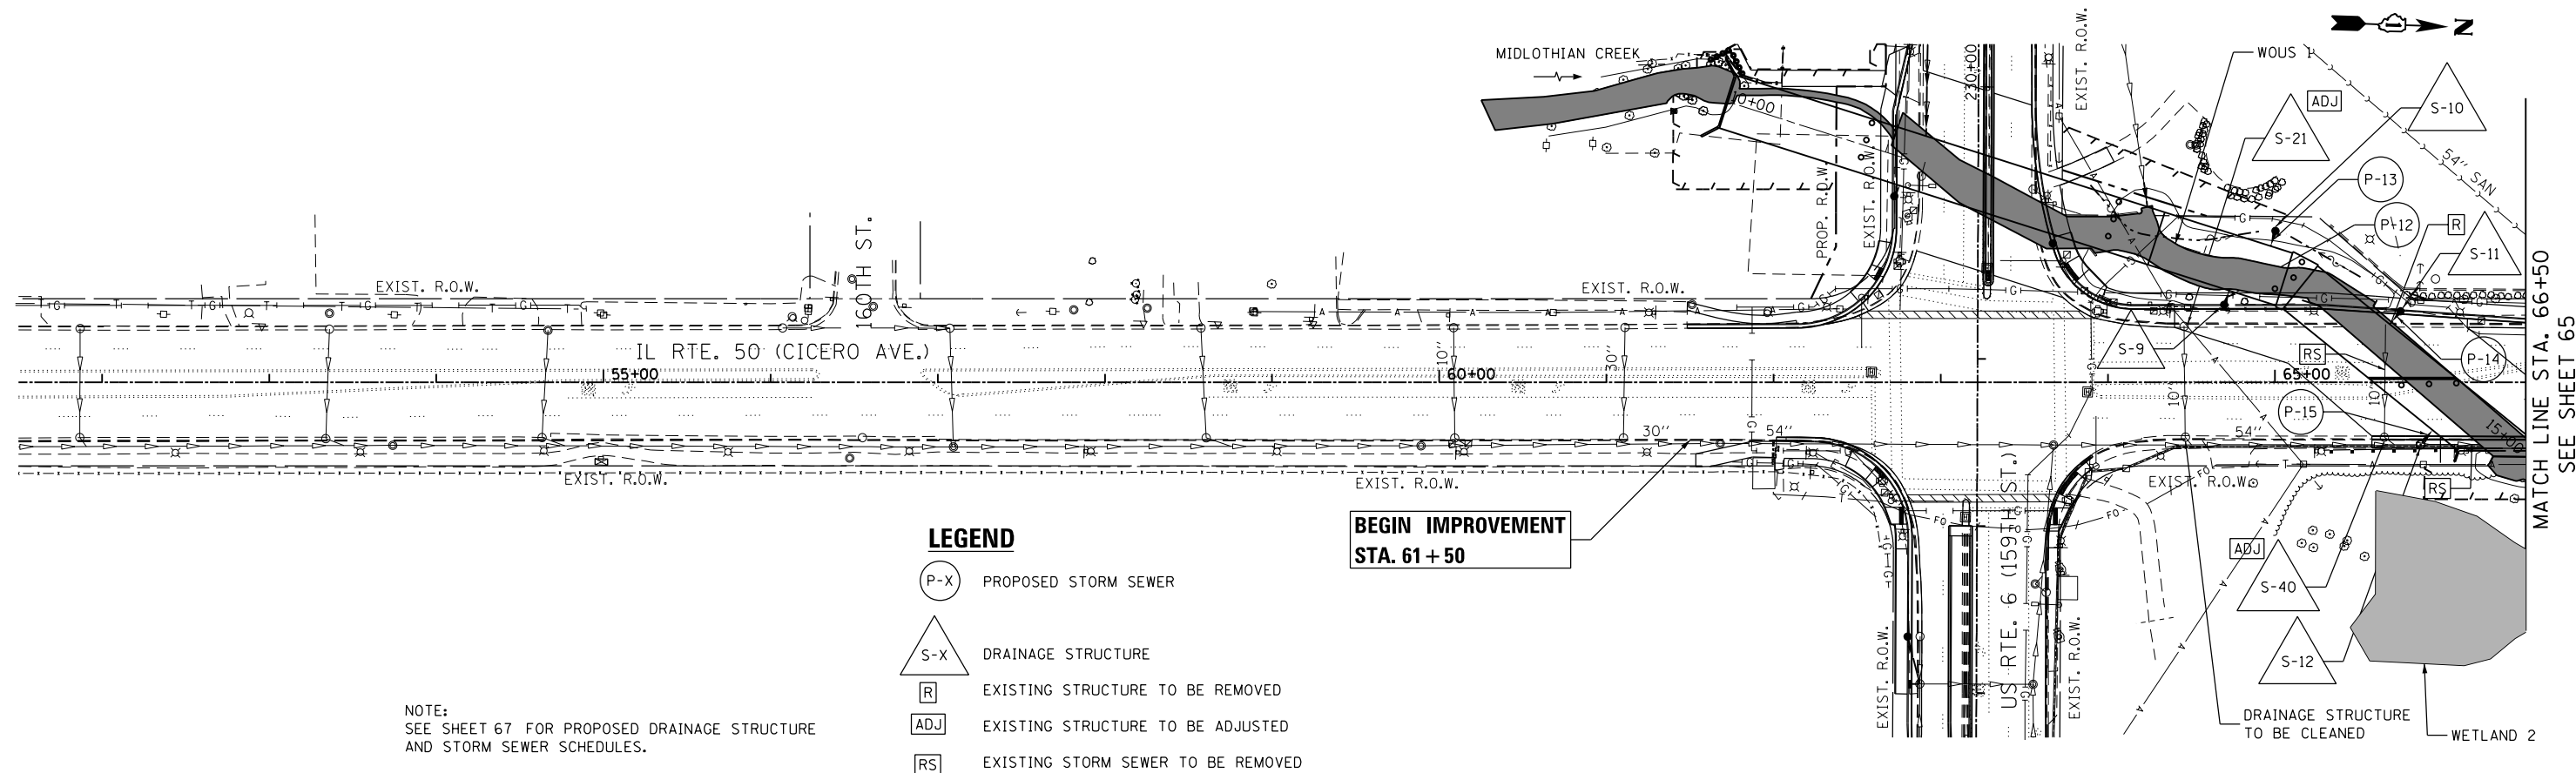 N
MIDLOTHIAN CREEK
10+00
230+00
EXIST. R.O.W.
WOUS 1
ADJ
S-10
S-21
54" SAN
P-13
P-12
R
S-11
PROP. R.O.W.
EXIST. R.O.W.
160TH ST.
EXIST. R.O.W.
EXIST. R.O.W.
IL RTE. 50 (CICERO AVE.)
55+00
10"
60+00
30"
S-9
RS
P-14
65+00
10"
10"
P-15
30"
54"
54"
15+00
MATCH LINE STA. 66+50
SEE SHEET 65
EXIST. R.O.W.
EXIST. R.O.W.
EXIST. R.O.W.
RS
BEGIN IMPROVEMENT
STA. 61+50
US RTE. 6 (159TH ST.)
EXIST. R.O.W.
EXIST. R.O.W.
ADJ
S-40
S-12
DRAINAGE STRUCTURE
TO BE CLEANED
WETLAND 2
LEGEND
P-X PROPOSED STORM SEWER
S-X DRAINAGE STRUCTURE
R EXISTING STRUCTURE TO BE REMOVED
ADJ EXISTING STRUCTURE TO BE ADJUSTED
RS EXISTING STORM SEWER TO BE REMOVED
NOTE:
SEE SHEET 67 FOR PROPOSED DRAINAGE STRUCTURE
AND STORM SEWER SCHEDULES.